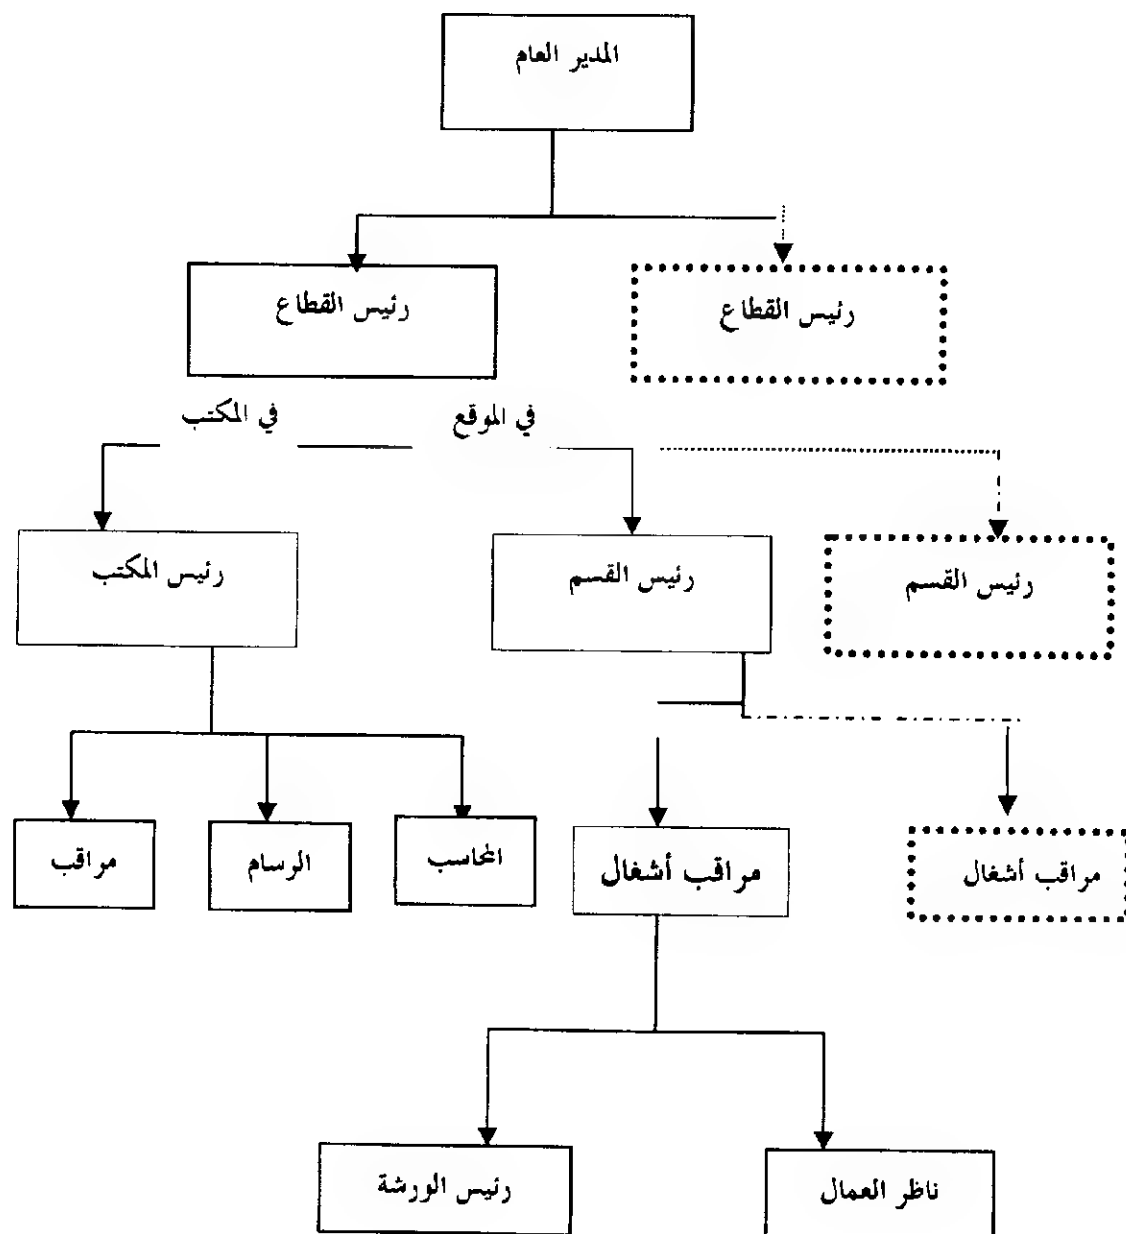 المدير العام
رئيس القطاع
رئيس القطاع
في الموقع
في المكتب
رئيس القسم
رئيس القسم
رئيس المكتب
مراقب أشغال
مراقب أشغال
المحاسب
الرسام
مراقب
ناظر العمال
رئيس الورشة